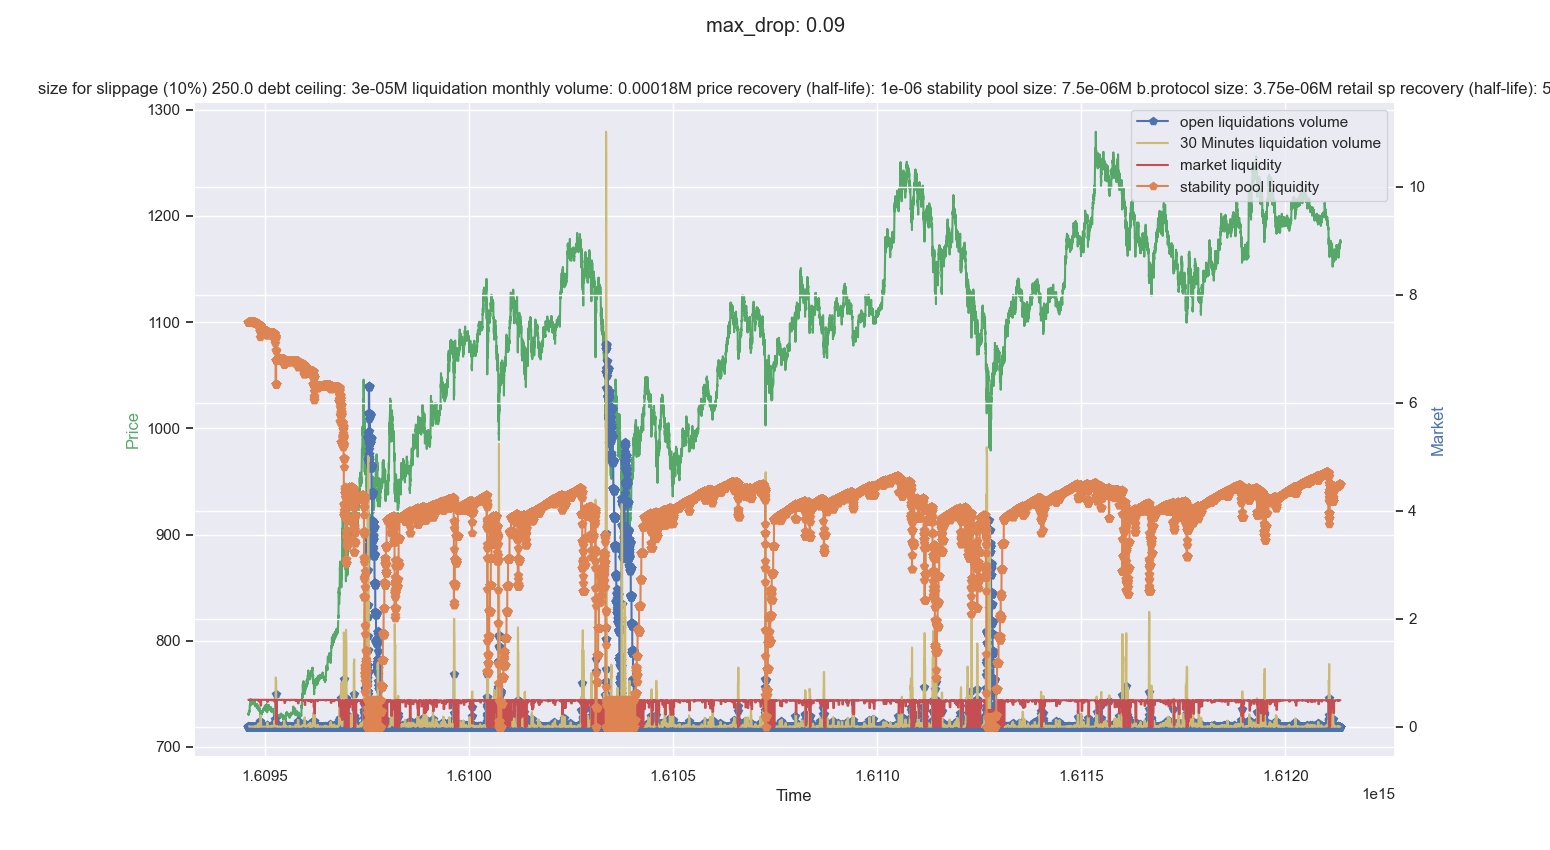 max_drop: 0.09
size for slippage (10%) 250.0 debt ceiling: 3e-05M liquidation monthly volume: 0.00018M price recovery (half-life): 1e-06 stability pool size: 7.5e-06M b.protocol size: 3.75e-06M retail sp recovery (half-life): 5
open liquidations volume
30 Minutes liquidation volume
market liquidity
stability pool liquidity
1300
1200
1100
1000
900
800
700
Price
10
8
6
4
2
0
Market
1.6095
1.6100
1.6105
1.6110
1.6115
1.6120
1e15
Time